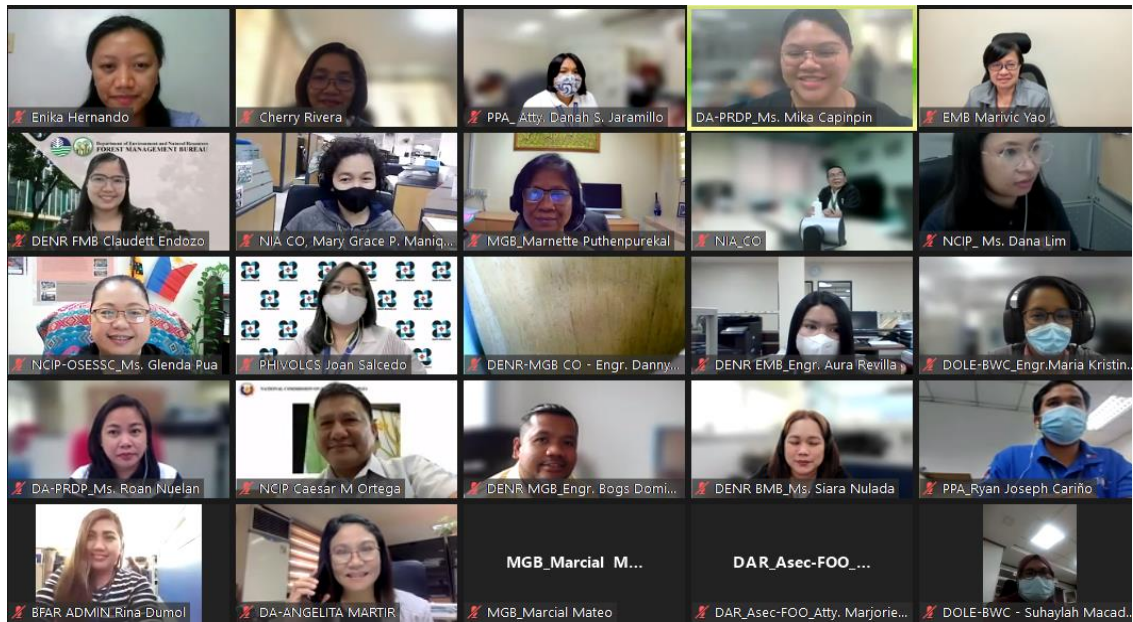 Enika Hernando
Cherry Rivera
PPA_ Atty. Danah S. Jaramillo
DA-PRDP_Ms. Mika Capinpin
EMB Marivic Yao
Department of Environment and Natural Resources
FOREST MANAGEMENT BUREAU
DENR FMB Claudett Endozo
NIA CO, Mary Grace P. Maniq...
MGB_Marnette Puthenpurekal
NIA_CO
NCIP_ Ms. Dana Lim
NCIP-OSESSC_Ms. Glenda Pua
PHIVOLCS Joan Salcedo
DENR-MGB CO - Engr. Danny...
DENR EMB_Engr. Aura Revilla
DOLE-BWC_Engr.Maria Kristin...
DA-PRDP_Ms. Roan Nuelan
NCIP Caesar M Ortega
DENR MGB_Engr. Bogs Domi...
DENR BMB_Ms. Siara Nulada
PPA_Ryan Joseph Cariño
BFAR ADMIN Rina Dumol
DA-ANGELITA MARTIR
MGB_Marcial M...
MGB_Marcial Mateo
DAR_Asec-FOO_...
DAR_Asec-FOO_Atty. Marjorie...
DOLE-BWC - Suhaylah Macad...